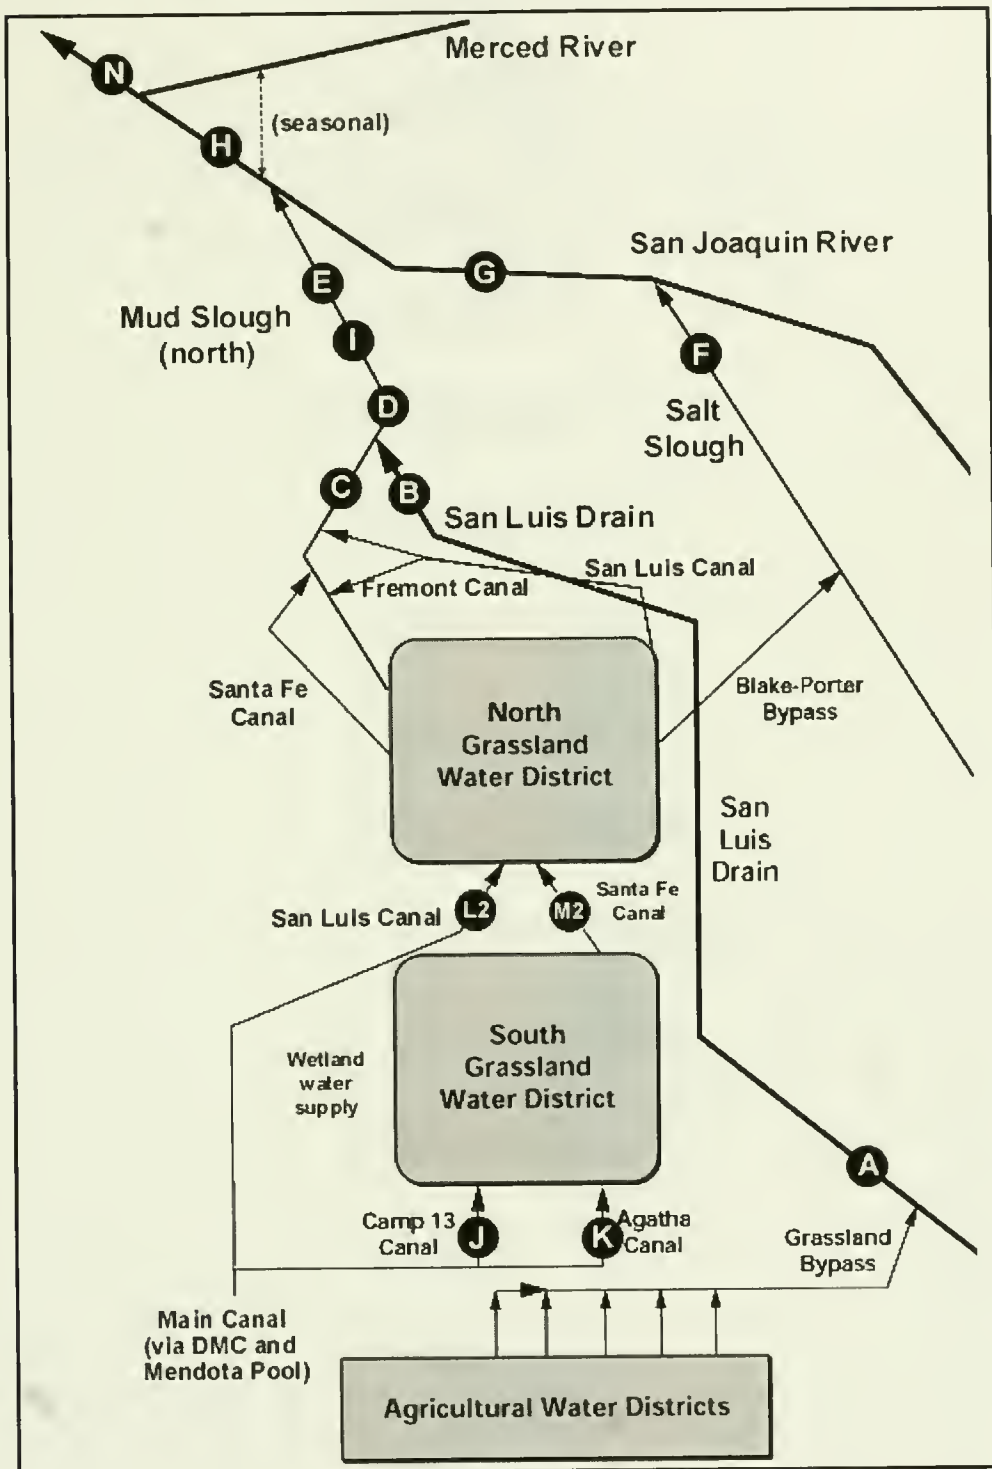 Merced River
N
(seasonal)
H
San Joaquin River
G
E
Mud Slough
(north)
I
F
D
Salt
Slough
C
B
San Luis Drain
San Luis Canal
Fremont Canal
Santa Fe
Canal
North
Grassland
Water District
Blake-Porter
Bypass
San
Luis
Drain
San Luis Canal
L2
M2
Santa Fe
Canal
Wetland
water
supply
South
Grassland
Water District
A
Camp 13
Canal
J
K
Agatha
Canal
Grassland
Bypass
Main Canal
(via DMC and
Mendota Pool)
Agricultural Water Districts